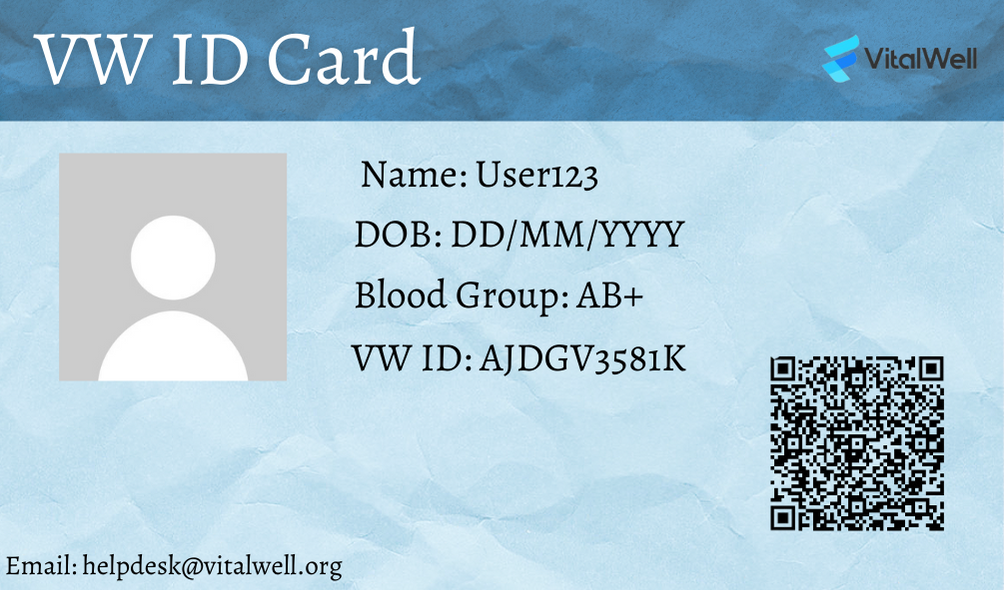 VW ID Card
VitalWell
Name: User123
DOB: DD/MM/YYYY
Blood Group: AB+
VW ID: AJDGV3581K
Email: helpdesk@vitalwell.org